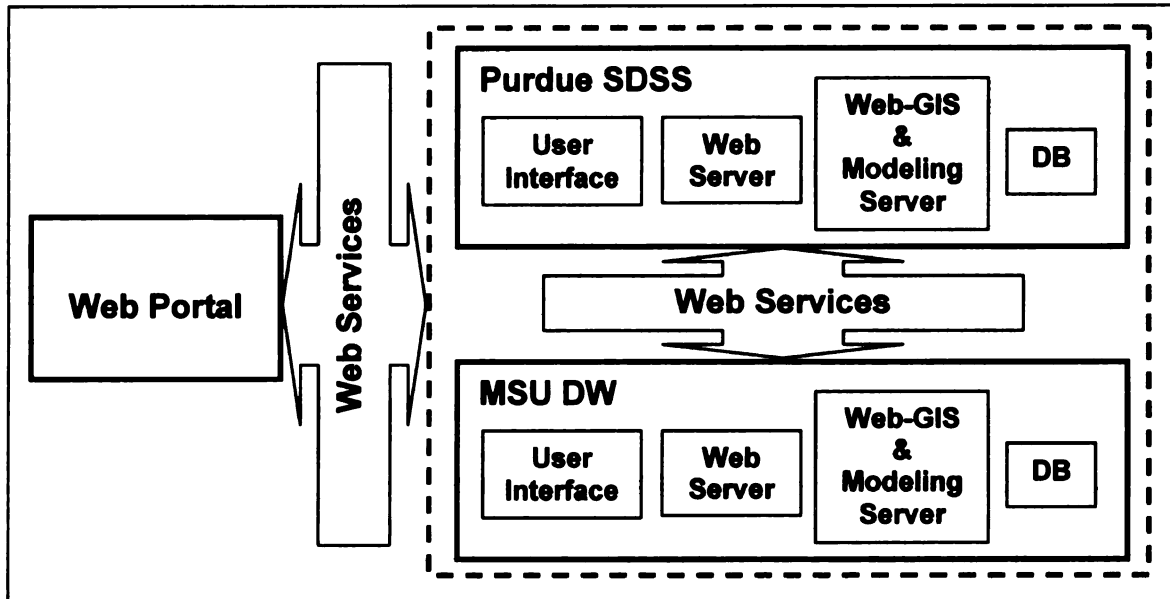 Web Portal
Web Services
Purdue SDSS
User
Interface
Web
Server
Web-GIS
&
Modeling
Server
DB
Web Services
MSU DW
User
Interface
Web
Server
Web-GIS
&
Modeling
Server
DB